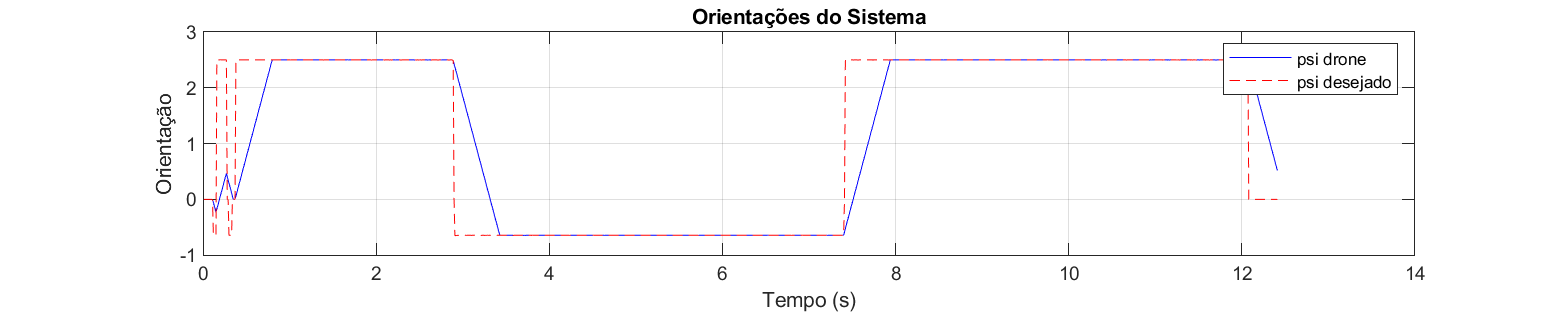 Orientações do Sistema
3
2
1
0
-1
Orientação
psi drone
psi desejado
0 2 4 6 8 10 12 14
Tempo (s)